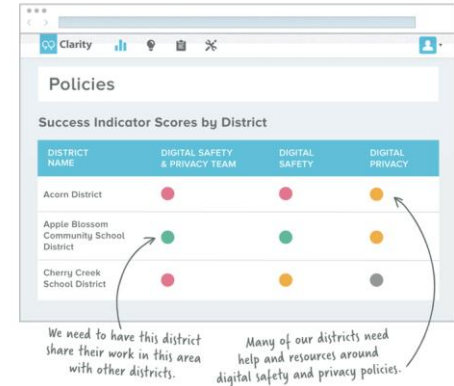 Clarity
Policies
Success Indicator Scores by District
DISTRICT NAME
DIGITAL SAFETY & PRIVACY TEAM
DIGITAL SAFETY
DIGITAL PRIVACY
Acorn District
Apple Blossom
Community School
District
Cherry Creek
School District
We need to have this district
share their work in this area
with other districts.
Many of our districts need
help and resources around
digital safety and privacy policies.